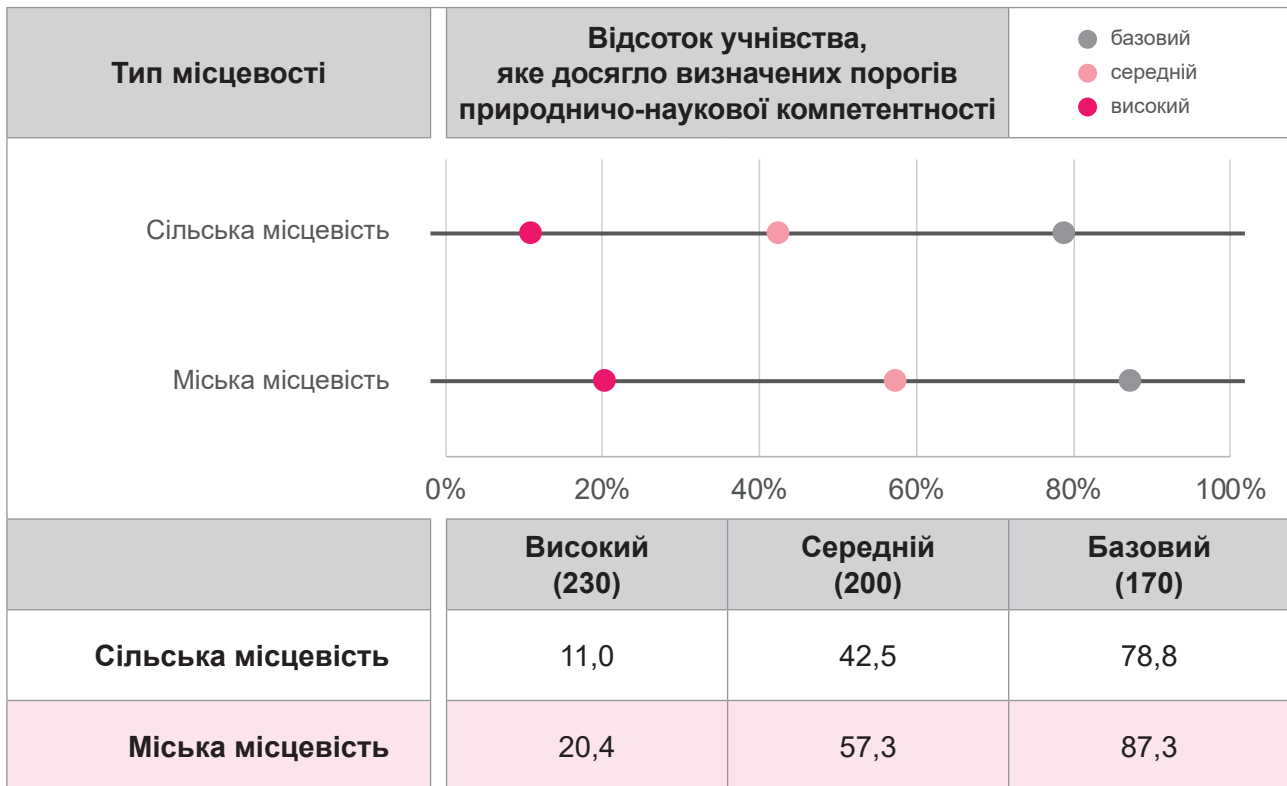 Тип місцевості
Відсоток учнівства,
яке досягло визначених порогів
природничо-наукової компетентності
базовий
середній
високий
Сільська місцевість
Міська місцевість
0% 20% 40% 60% 80% 100%
Високий
(230)
Середній
(200)
Базовий
(170)
Сільська місцевість 11,0 42,5 78,8
Міська місцевість 20,4 57,3 87,3